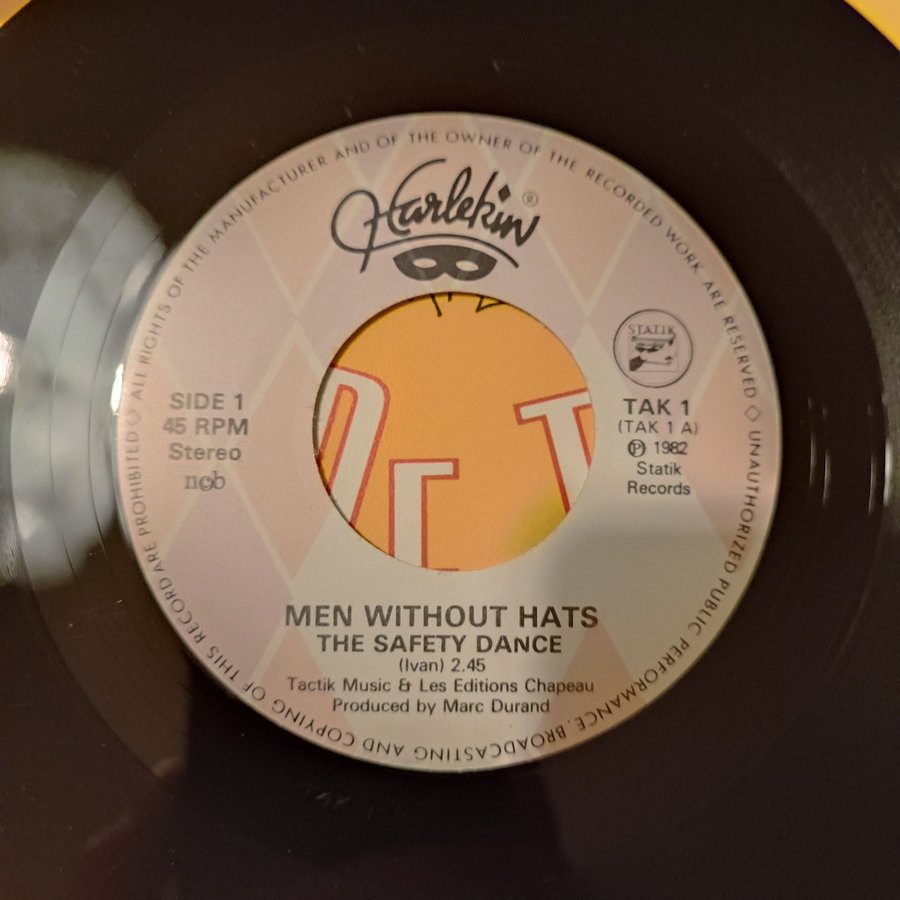 ALL RIGHTS OF THE MANUFACTURER AND OF THE OWNER OF THE RECORDED WORK ARE RESERVED ◇ UNAUTHORIZED PUBLIC PERFORMANCE, BROADCASTING AND COPYING OF THIS RECORD ARE PROHIBITED ◇
Harlekin ®
STATIK
SIDE 1
45 RPM
Stereo
ncb
TAK 1
(TAK 1 A)
Ⓟ 1982
Statik
Records
MEN WITHOUT HATS
THE SAFETY DANCE
(Ivan) 2.45
Tactik Music & Les Editions Chapeau
Produced by Marc Durand